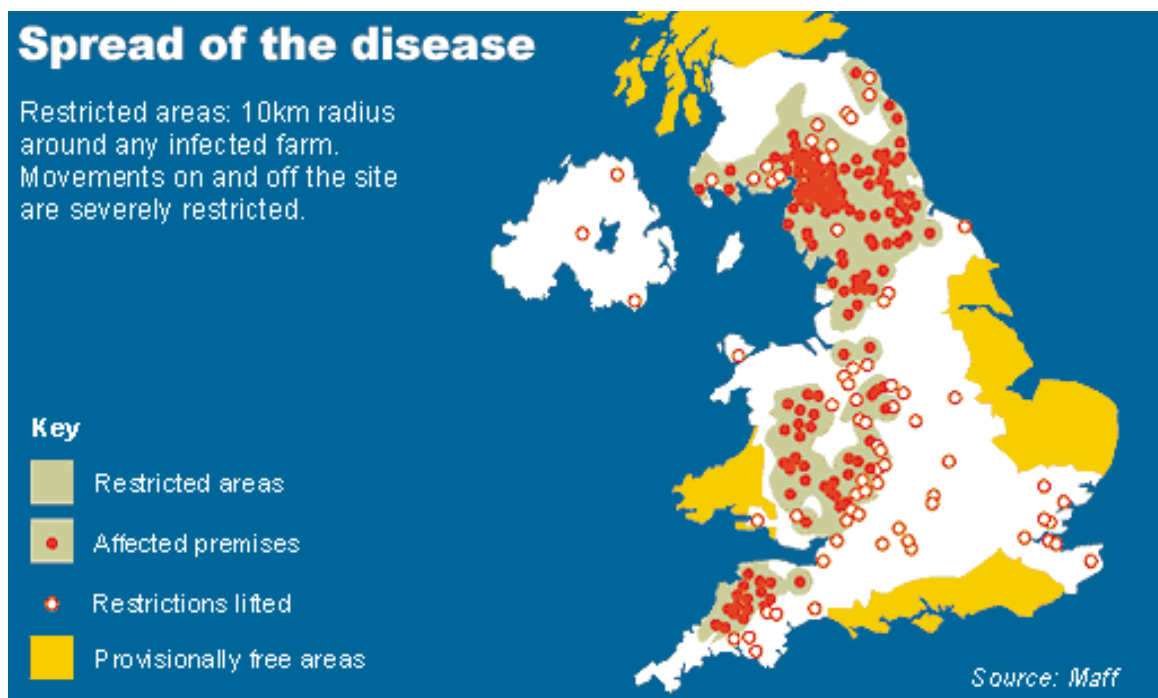 Spread of the disease
Restricted areas: 10km radius
around any infected farm.
Movements on and off the site
are severely restricted.
Key
Restricted areas
Affected premises
Restrictions lifted
Provisionally free areas
Source: Maff